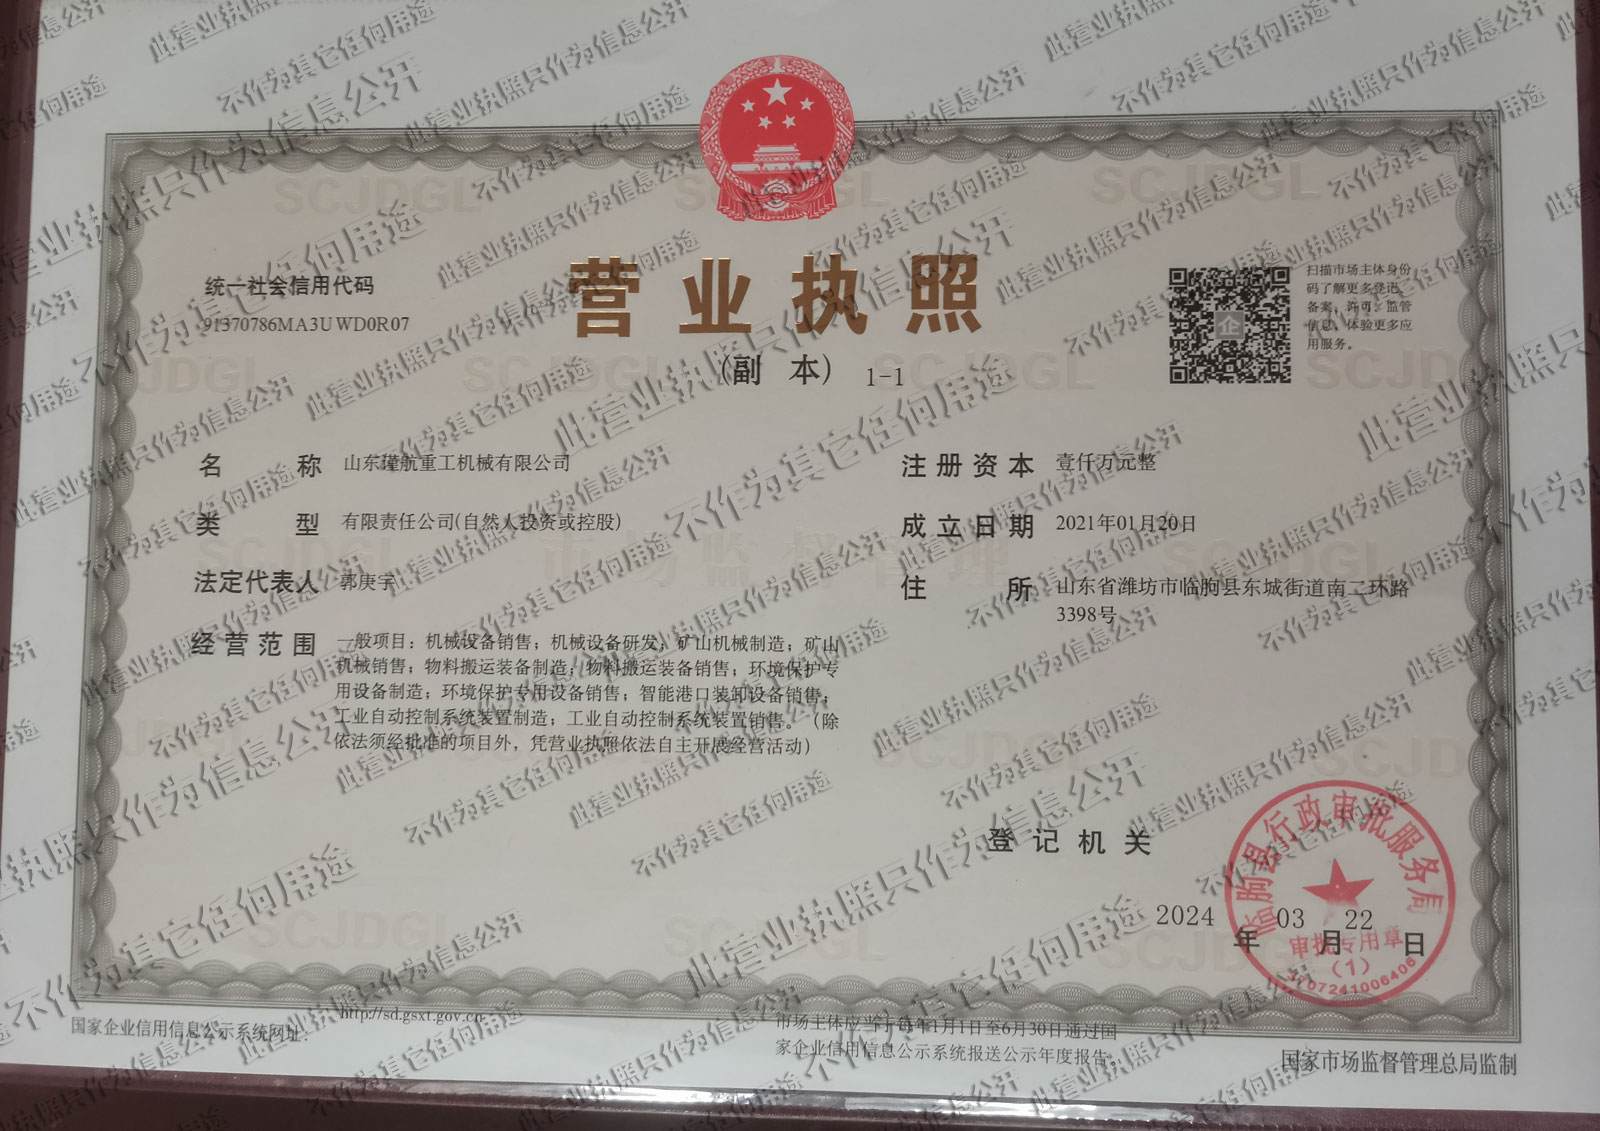 统一社会信用代码
91370786MA3UWD0R07
营业执照
(副 本) 1-1
扫描市场主体身份
码了解更多登记、
备案、许可、监管
信息，体验更多应
用服务。
名称 山东瑾航重工机械有限公司
类型 有限责任公司(自然人投资或控股)
法定代表人 郭庚宇
经营范围 一般项目：机械设备销售；机械设备研发；矿山机械制造；矿山
机械销售；物料搬运装备制造；物料搬运装备销售；环境保护专
用设备制造；环境保护专用设备销售；智能港口装卸设备销售；
工业自动控制系统装置制造；工业自动控制系统装置销售。（除
依法须经批准的项目外，凭营业执照依法自主开展经营活动）
注册资本 壹仟万元整
成立日期 2021年01月20日
住所 山东省潍坊市临朐县东城街道南二环路
3398号
登记机关
临朐县行政审批服务局
审批专用章
(1)
3707241006406
2024年03月22日
国家企业信用信息公示系统网址：http://sd.gsxt.gov.cn
市场主体应当于每年1月1日至6月30日通过国
家企业信用信息公示系统报送公示年度报告。
国家市场监督管理总局监制
SCJDGL
市场监督管理
此营业执照只作为信息公开
不作为其它任何用途